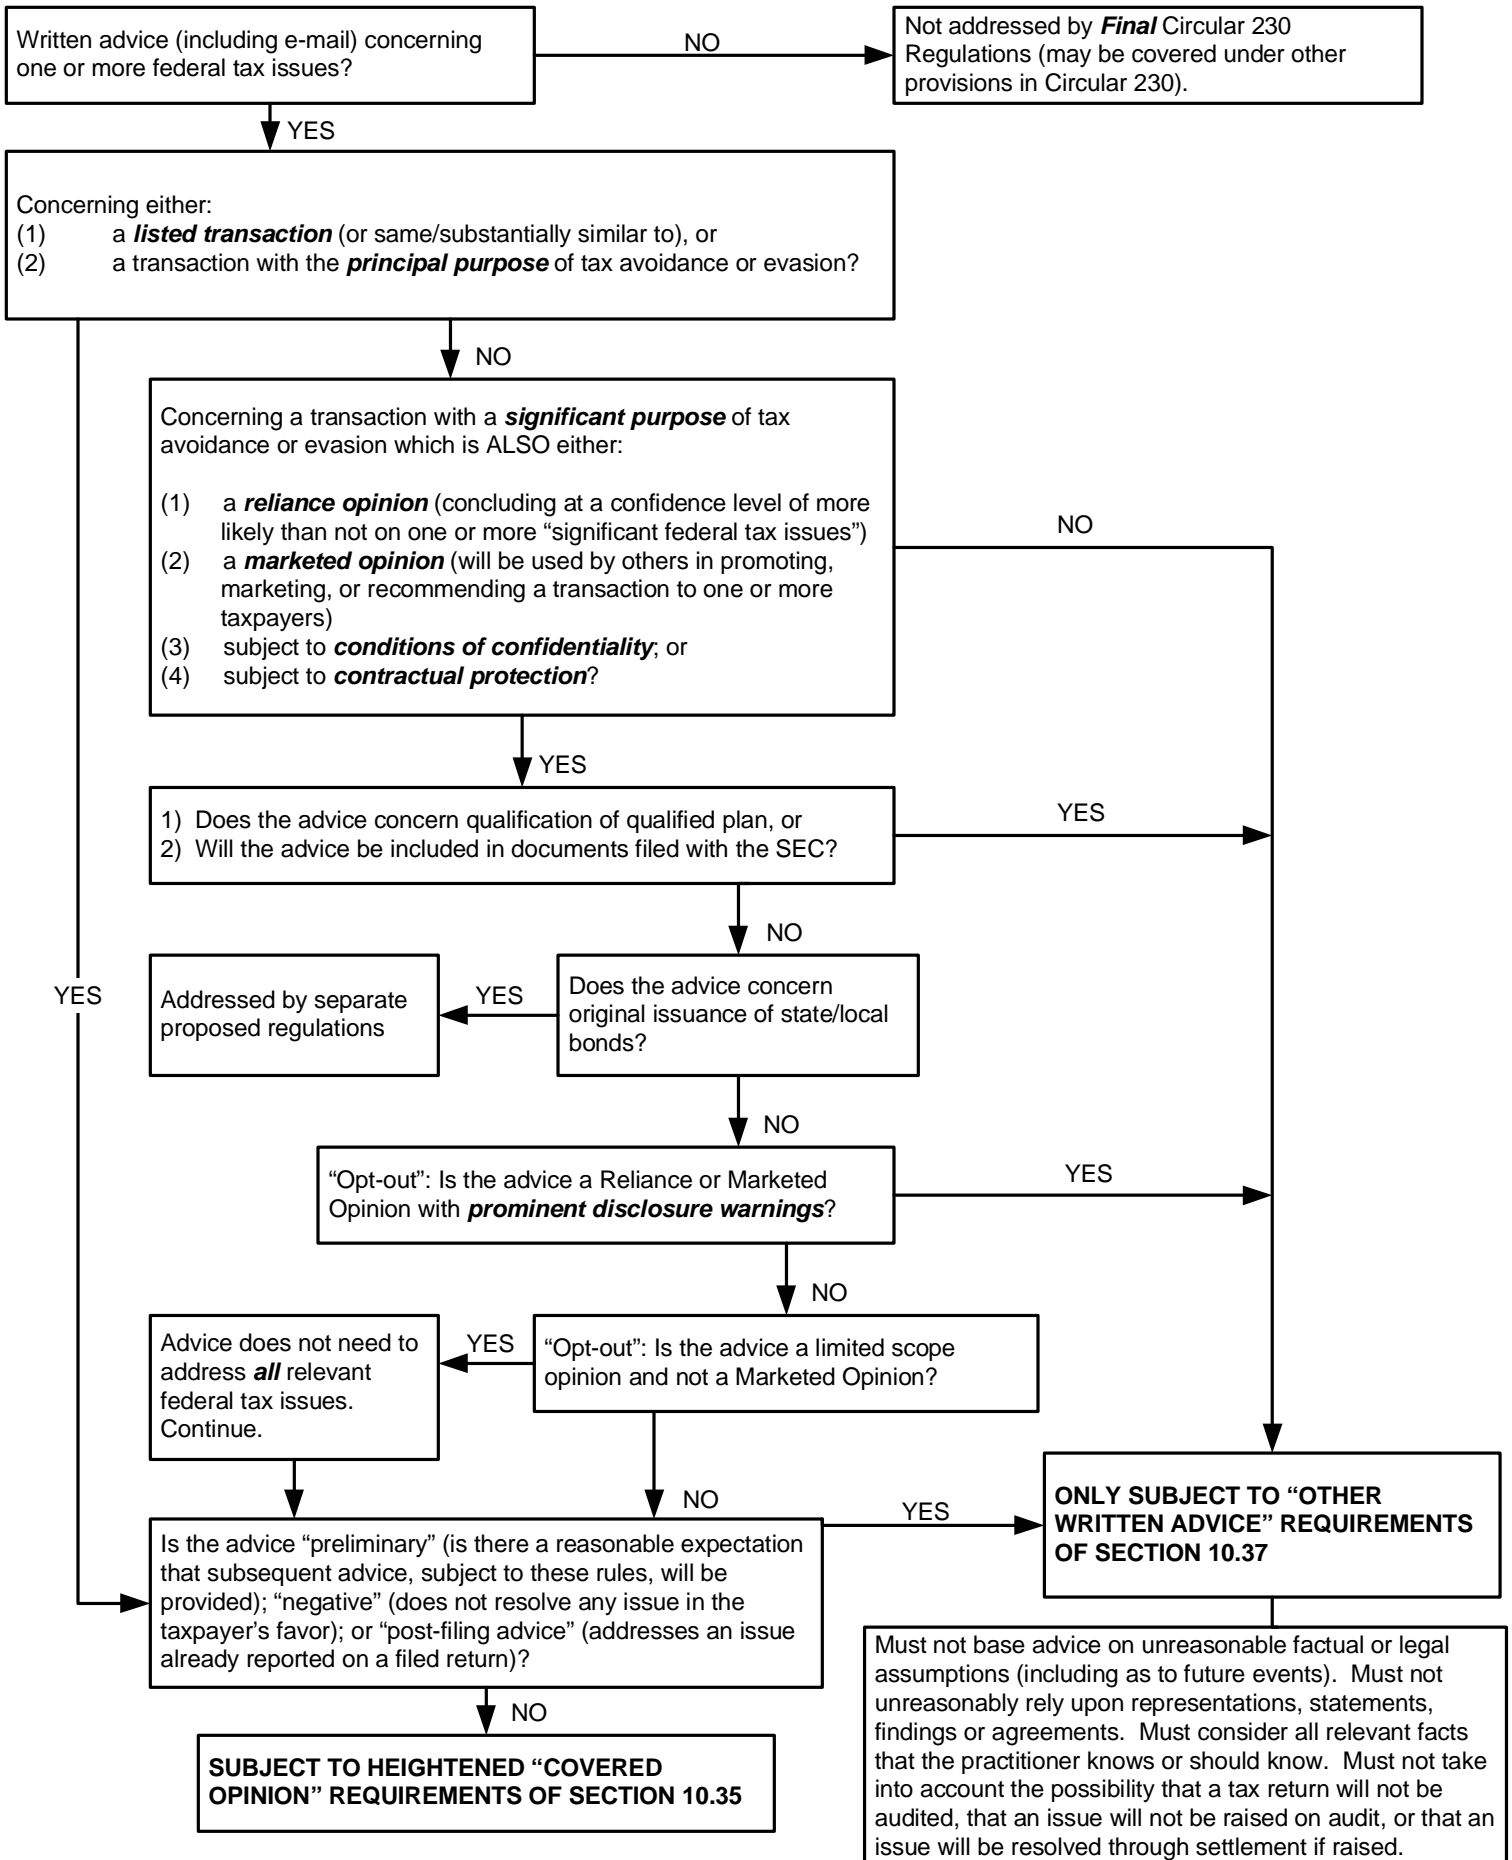 Written advice (including e-mail) concerning
one or more federal tax issues?
NO
Not addressed by Final Circular 230
Regulations (may be covered under other
provisions in Circular 230).
YES
Concerning either:
(1) a listed transaction (or same/substantially similar to), or
(2) a transaction with the principal purpose of tax avoidance or evasion?
NO
Concerning a transaction with a significant purpose of tax
avoidance or evasion which is ALSO either:
(1) a reliance opinion (concluding at a confidence level of more
likely than not on one or more “significant federal tax issues”)
(2) a marketed opinion (will be used by others in promoting,
marketing, or recommending a transaction to one or more
taxpayers)
(3) subject to conditions of confidentiality; or
(4) subject to contractual protection?
NO
YES
1) Does the advice concern qualification of qualified plan, or
2) Will the advice be included in documents filed with the SEC?
YES
NO
YES
Addressed by separate
proposed regulations
YES
Does the advice concern
original issuance of state/local
bonds?
NO
“Opt-out”: Is the advice a Reliance or Marketed
Opinion with prominent disclosure warnings?
YES
NO
Advice does not need to
address all relevant
federal tax issues.
Continue.
YES
“Opt-out”: Is the advice a limited scope
opinion and not a Marketed Opinion?
NO
Is the advice “preliminary” (is there a reasonable expectation
that subsequent advice, subject to these rules, will be
provided); “negative” (does not resolve any issue in the
taxpayer’s favor); or “post-filing advice” (addresses an issue
already reported on a filed return)?
YES
ONLY SUBJECT TO “OTHER
WRITTEN ADVICE” REQUIREMENTS
OF SECTION 10.37
NO
SUBJECT TO HEIGHTENED “COVERED
OPINION” REQUIREMENTS OF SECTION 10.35
Must not base advice on unreasonable factual or legal
assumptions (including as to future events).  Must not
unreasonably rely upon representations, statements,
findings or agreements.  Must consider all relevant facts
that the practitioner knows or should know.  Must not take
into account the possibility that a tax return will not be
audited, that an issue will not be raised on audit, or that an
issue will be resolved through settlement if raised.